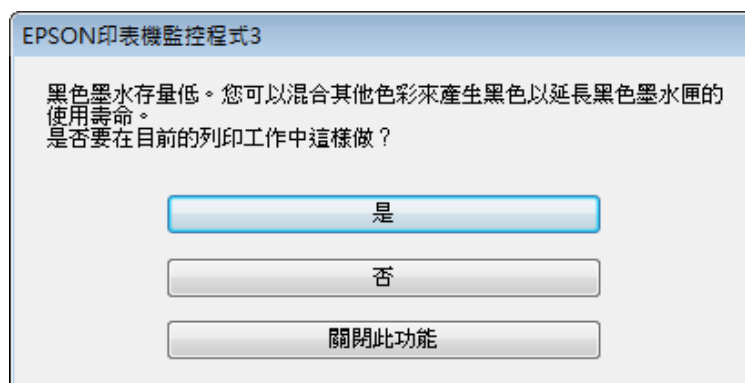 EPSON印表機監控程式3
黑色墨水存量低。您可以混合其他色彩來產生黑色以延長黑色墨水匣的
使用壽命。
是否要在目前的列印工作中這樣做？
是
否
關閉此功能